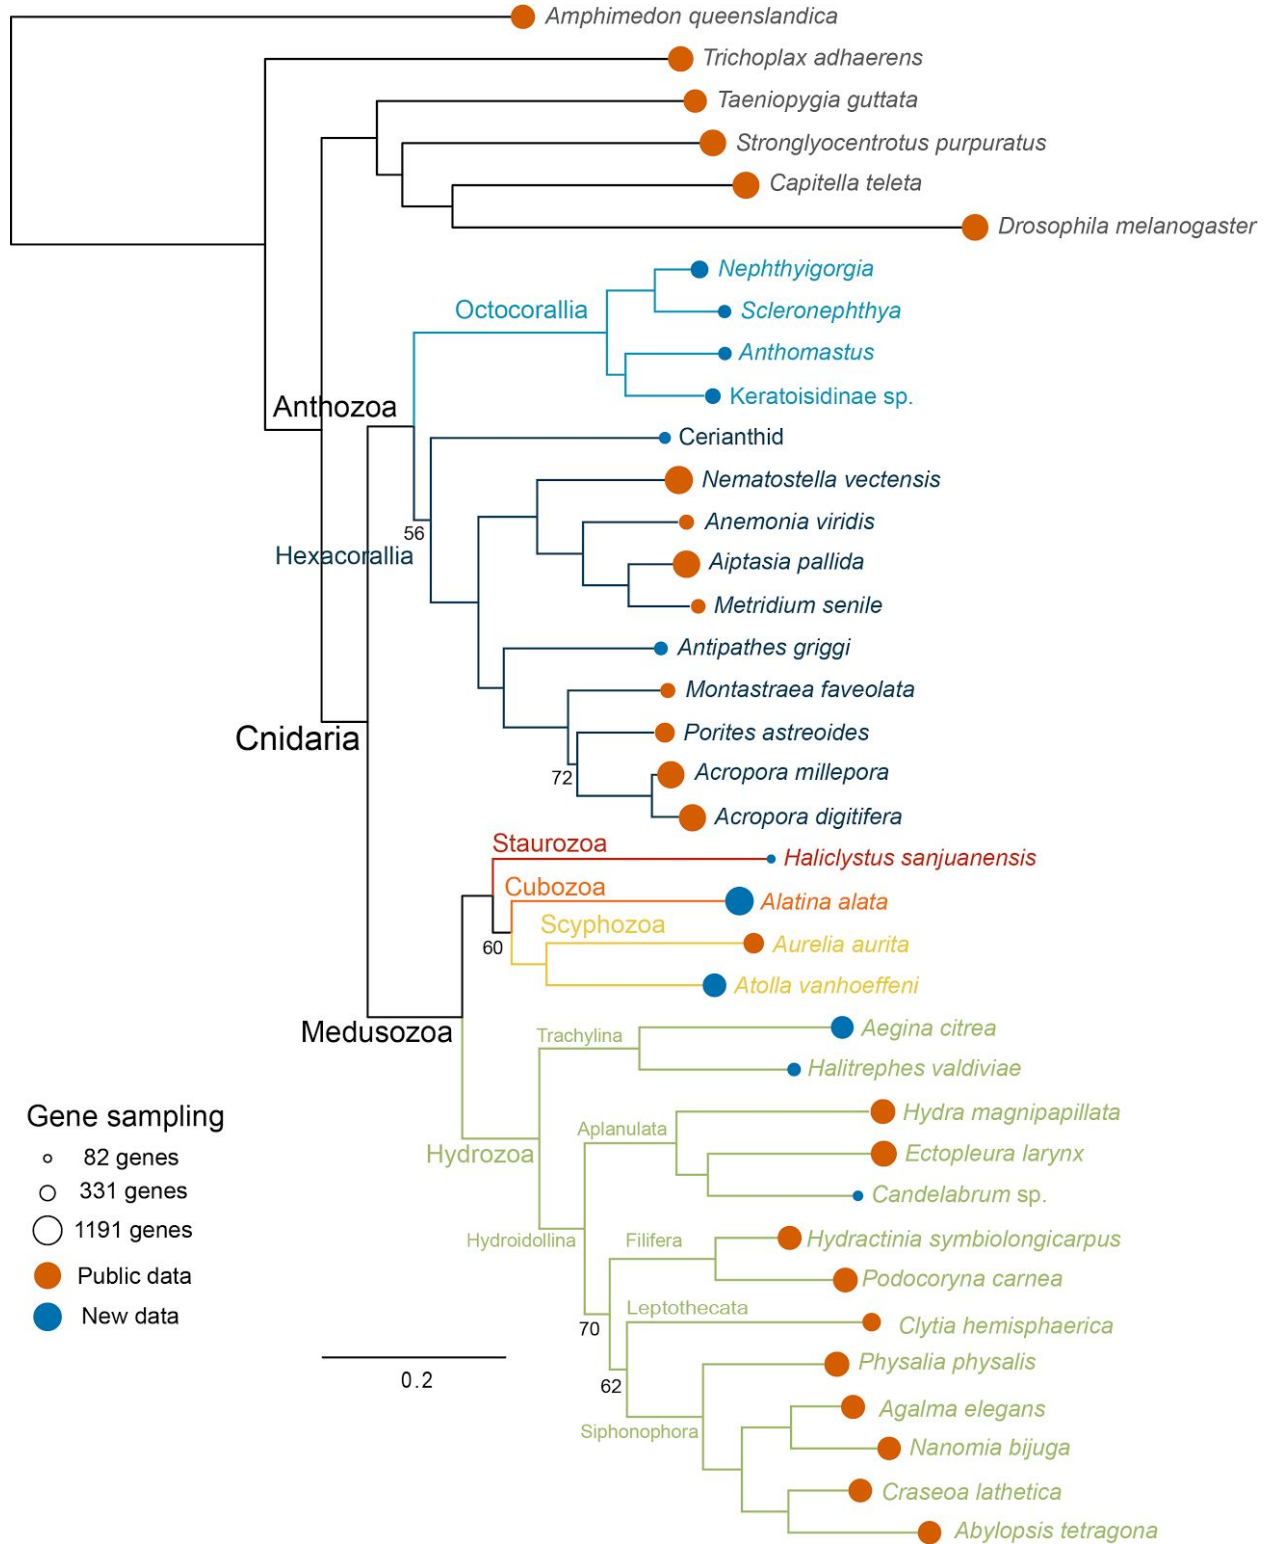 Amphimedon queenslandica
Trichoplax adhaerens
Taeniopygia guttata
Stronglyocentrotus purpuratus
Capitella teleta
Drosophila melanogaster
Nephthyigorgia
Octocorallia
Scleronephthya
Anthomastus
Keratoisidinae sp.
Anthozoa
Cerianthid
Nematostella vectensis
Anemonia viridis
56
Hexacorallia
Aiptasia pallida
Metridium senile
Antipathes griggi
Montastraea faveolata
Porites astreoides
Cnidaria
Acropora millepora
72
Acropora digitifera
Staurozoa
Haliclystus sanjuanensis
Cubozoa
Alatina alata
Scyphozoa
Aurelia aurita
60
Atolla vanhoeffeni
Medusozoa
Aegina citrea
Trachylina
Halitrephes valdiviae
Hydra magnipapillata
Aplanulata
Hydrozoa
Ectopleura larynx
Candelabrum sp.
Hydroidollina
Filifera
Hydractinia symbiolongicarpus
Podocoryna carnea
Leptothecata
Clytia hemisphaerica
70
Physalia physalis
62
Agalma elegans
Siphonophora
Nanomia bijuga
Craseoa lathetica
Abylopsis tetragona
Gene sampling
82 genes
331 genes
1191 genes
Public data
New data
0.2